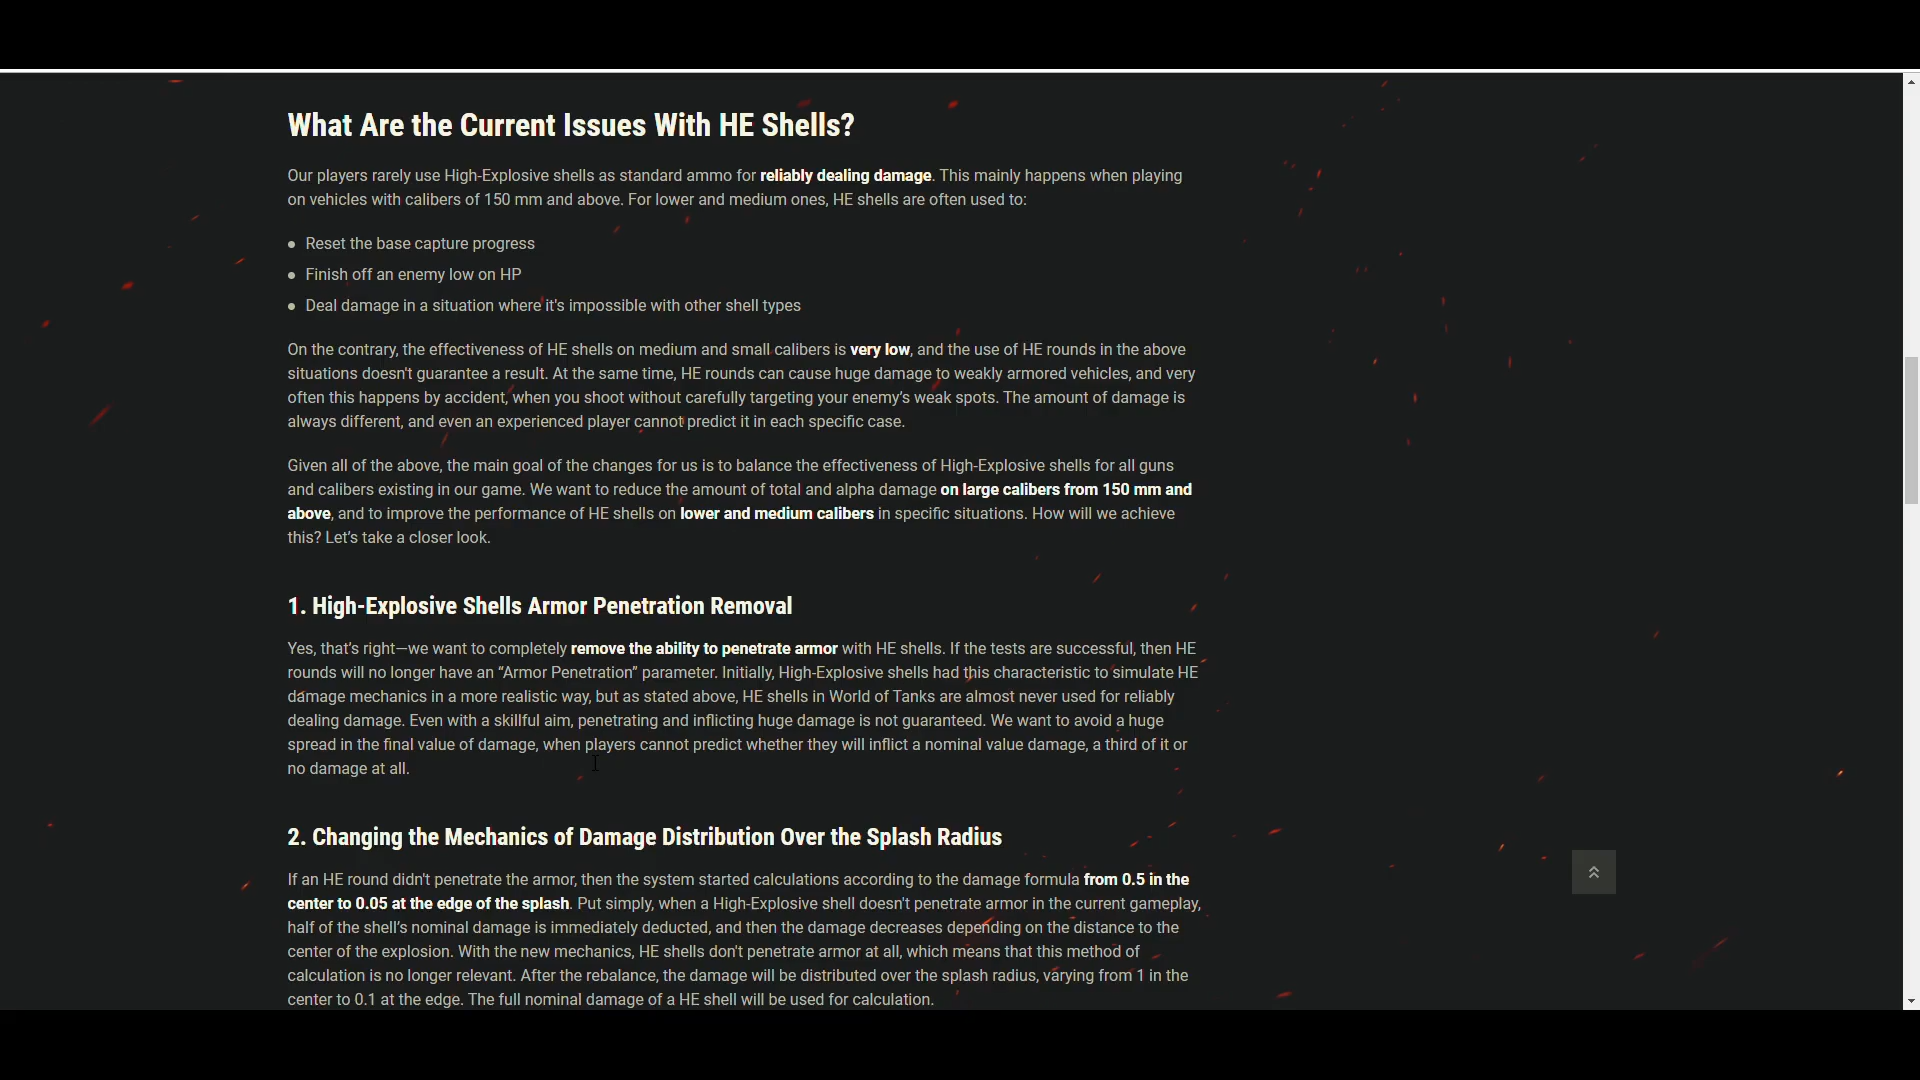 What Are the Current Issues With HE Shells?
Our players rarely use High-Explosive shells as standard ammo for reliably dealing damage. This mainly happens when playing
on vehicles with calibers of 150 mm and above. For lower and medium ones, HE shells are often used to:
• Reset the base capture progress
• Finish off an enemy low on HP
• Deal damage in a situation where it's impossible with other shell types
On the contrary, the effectiveness of HE shells on medium and small calibers is very low, and the use of HE rounds in the above
situations doesn't guarantee a result. At the same time, HE rounds can cause huge damage to weakly armored vehicles, and very
often this happens by accident, when you shoot without carefully targeting your enemy’s weak spots. The amount of damage is
always different, and even an experienced player cannot predict it in each specific case.
Given all of the above, the main goal of the changes for us is to balance the effectiveness of High-Explosive shells for all guns
and calibers existing in our game. We want to reduce the amount of total and alpha damage on large calibers from 150 mm and
above, and to improve the performance of HE shells on lower and medium calibers in specific situations. How will we achieve
this? Let’s take a closer look.
1. High-Explosive Shells Armor Penetration Removal
Yes, that’s right—we want to completely remove the ability to penetrate armor with HE shells. If the tests are successful, then HE
rounds will no longer have an “Armor Penetration” parameter. Initially, High-Explosive shells had this characteristic to simulate HE
damage mechanics in a more realistic way, but as stated above, HE shells in World of Tanks are almost never used for reliably
dealing damage. Even with a skillful aim, penetrating and inflicting huge damage is not guaranteed. We want to avoid a huge
spread in the final value of damage, when players cannot predict whether they will inflict a nominal value damage, a third of it or
no damage at all.
2. Changing the Mechanics of Damage Distribution Over the Splash Radius
If an HE round didn't penetrate the armor, then the system started calculations according to the damage formula from 0.5 in the
center to 0.05 at the edge of the splash. Put simply, when a High-Explosive shell doesn't penetrate armor in the current gameplay,
half of the shell’s nominal damage is immediately deducted, and then the damage decreases depending on the distance to the
center of the explosion. With the new mechanics, HE shells don't penetrate armor at all, which means that this method of
calculation is no longer relevant. After the rebalance, the damage will be distributed over the splash radius, varying from 1 in the
center to 0.1 at the edge. The full nominal damage of a HE shell will be used for calculation.